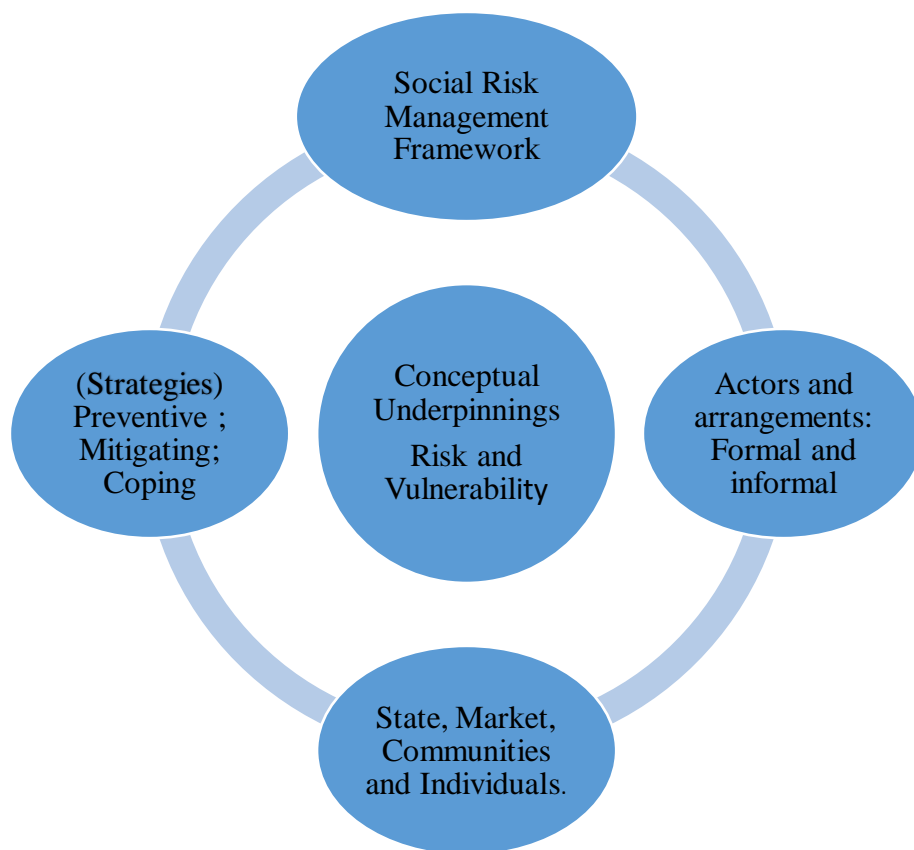 Social Risk
Management
Framework
(Strategies)
Preventive ;
Mitigating;
Coping
Conceptual
Underpinnings
Risk and
Vulnerability
Actors and
arrangements:
Formal and
informal
State, Market,
Communities
and Individuals.